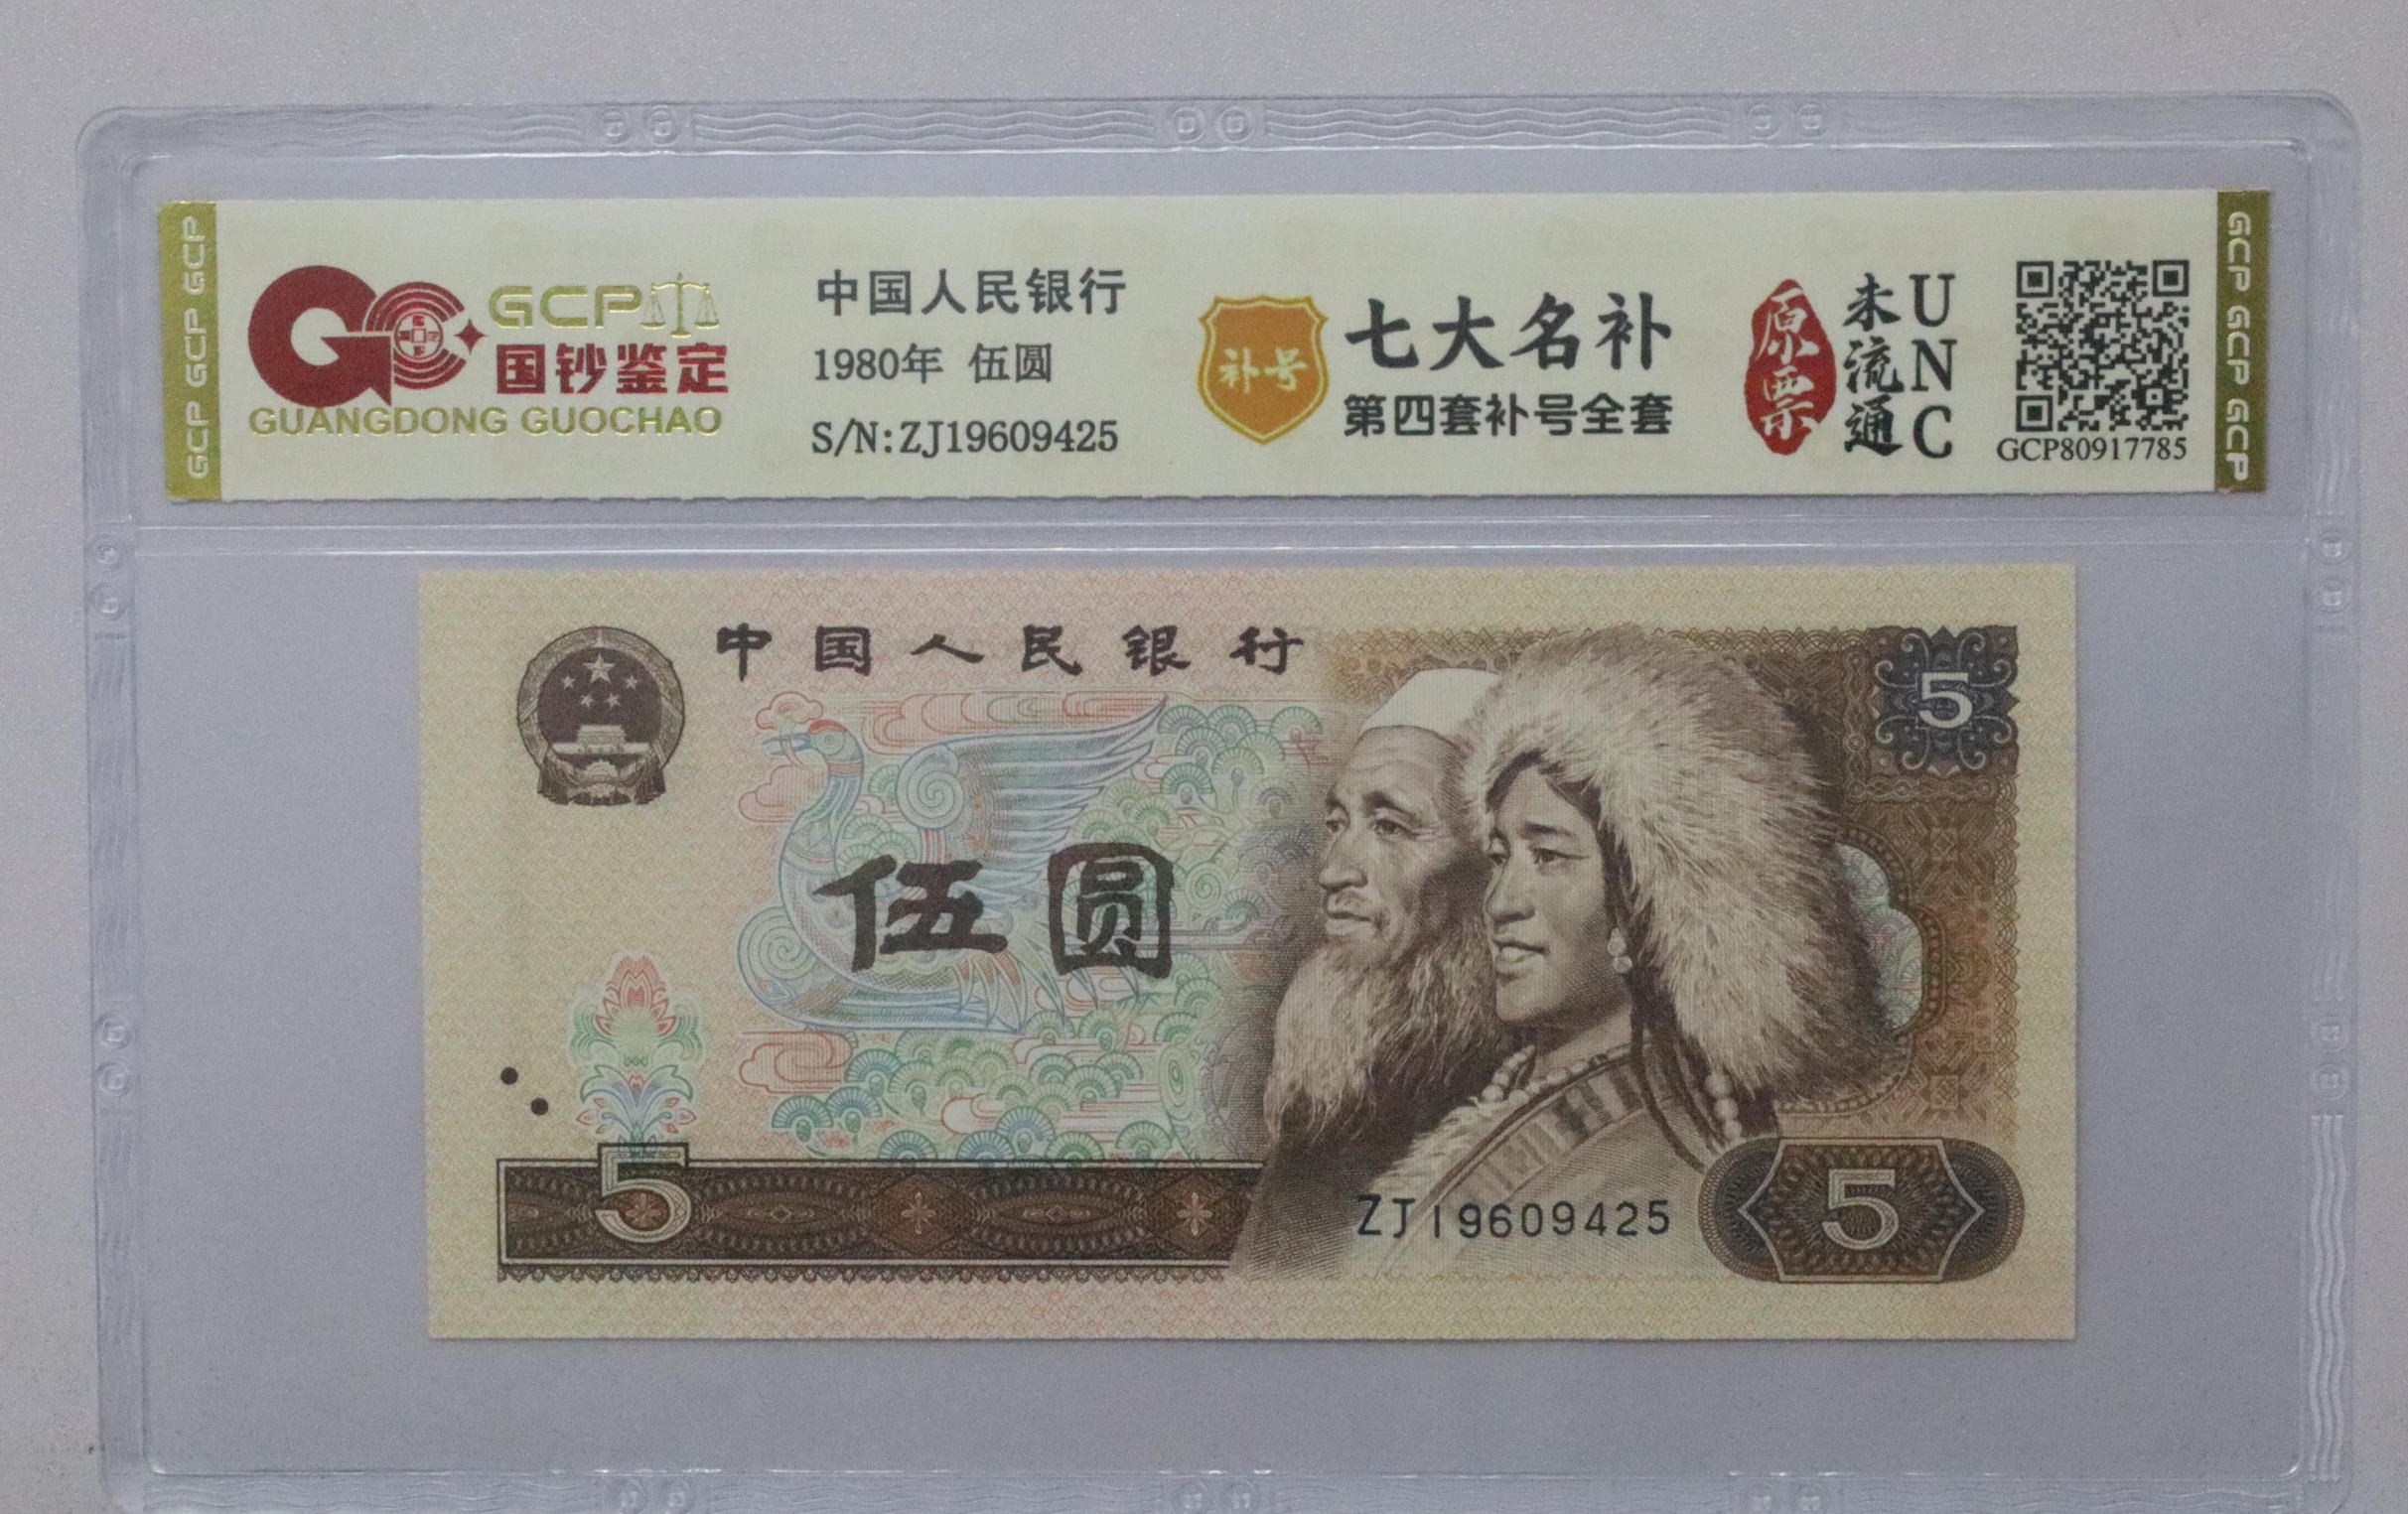 GCP GCP GCP
GCP
国钞鉴定
GUANGDONG GUOCHAO
中国人民银行
1980年 伍圆
S/N:ZJ19609425
补号
七大名补
第四套补号全套
原票
未流通
UNC
GCP80917785
GCP GCP GCP
中国人民银行
5
伍圆
5
ZJ19609425
5